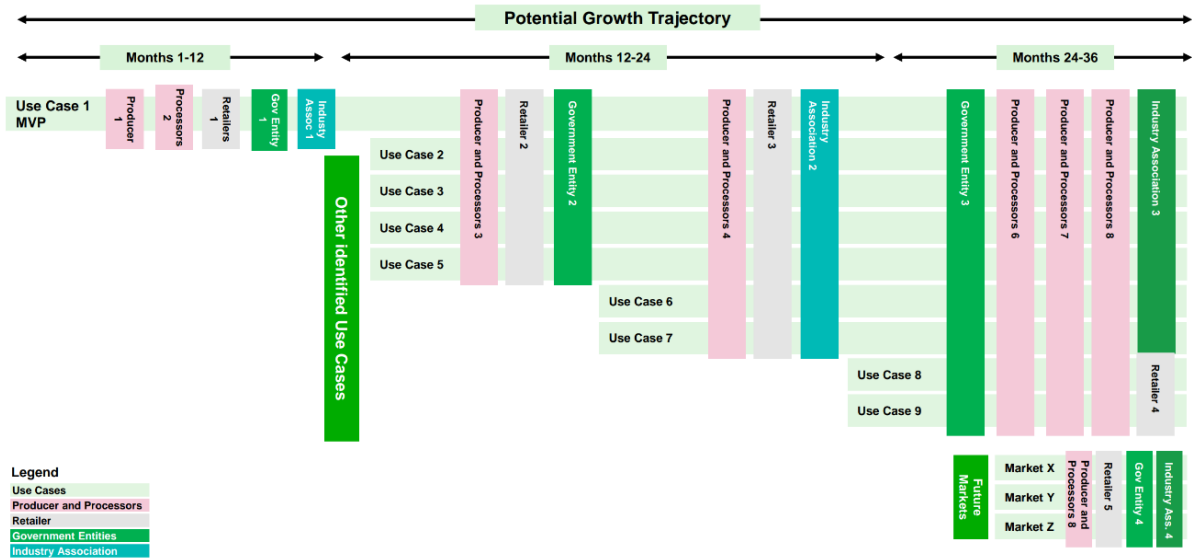 Potential Growth Trajectory
Months 1-12
Months 12-24
Months 24-36
Use Case 1
MVP
Producer
1
Processors
2
Retailers
1
Gov Entity
1
Industy
Assoc 1
Other identified Use Cases
Use Case 2
Use Case 3
Use Case 4
Use Case 5
Producer and Processors 3
Retailer 2
Government Entity 2
Use Case 6
Use Case 7
Producer and Processors 4
Retailer 3
Industry
Association 2
Use Case 8
Use Case 9
Government Entity 3
Producer and Processors 6
Producer and Processors 7
Producer and Processors 8
Industry Association 3
Retailer 4
Future
Markets
Market X
Market Y
Market Z
Producer and
Processors 8
Retailer 5
Gov Entity 4
Industry Ass. 4
Legend
Use Cases
Producer and Processors
Retailer
Government Entities
Industry Association